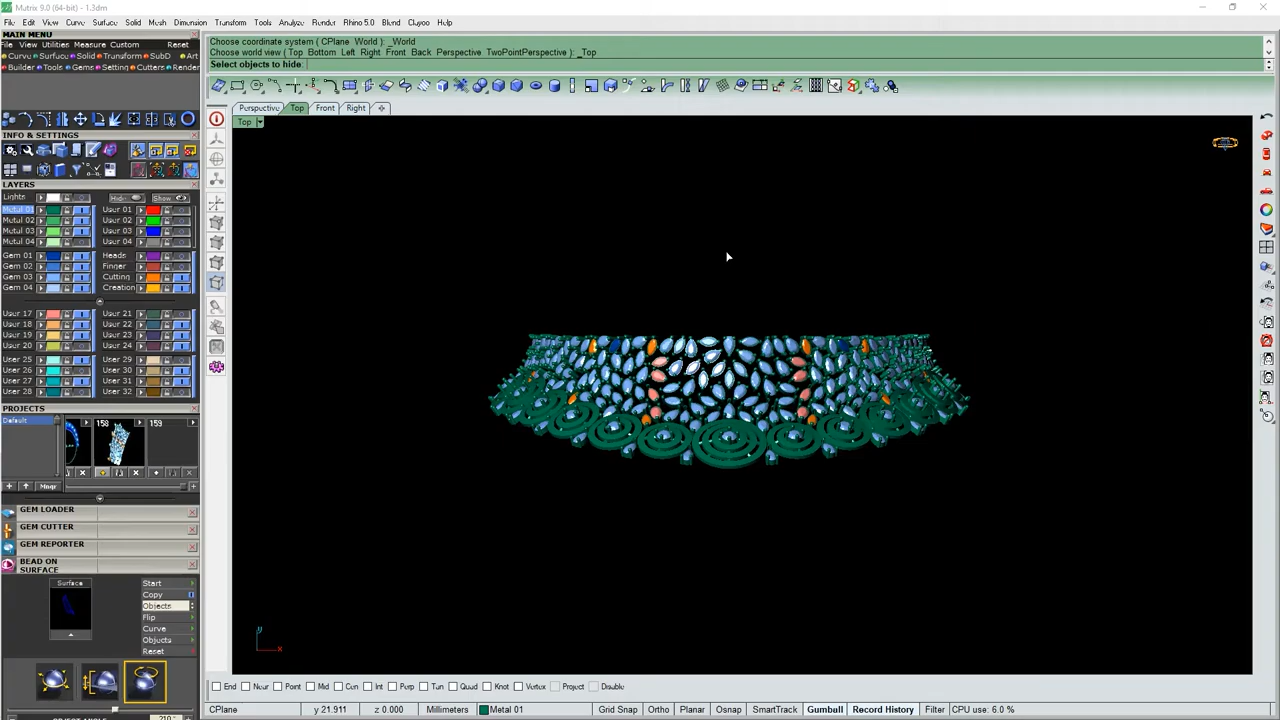 Matrix 9.0 (64-bit) - 1.3dm
File Edit View Curve Surface Solid Mesh Dimension Transform Tools Analyze Render Rhino 5.0 Blend Clayoo Help
MAIN MENU
File View Utilities Measure Custom Reset
Curve Surface Solid Transform SubD Art
Builder Tools Gems Setting Cutters Render
Choose coordinate system ( CPlane World ): _World
Choose world view ( Top Bottom Left Right Front Back Perspective TwoPointPerspective ): _Top
Select objects to hide:
Perspective Top Front Right
Top
INFO & SETTINGS
LAYERS
Lights Hide Show
Metal 01 User 01
Metal 02 User 02
Metal 03 User 03
Metal 04 User 04
Gem 01 Heads
Gem 02 Finger
Gem 03 Cutting
Gem 04 Creation
User 17 User 21
User 18 User 22
User 19 User 23
User 20 User 24
User 25 User 29
User 26 User 30
User 27 User 31
User 28 User 32
PROJECTS
Default
158 159
Mngr
GEM LOADER
GEM CUTTER
GEM REPORTER
BEAD ON
SURFACE
Surface
Start
Copy
Objects
Flip
Curve
Objects
Reset
y
x
End Near Point Mid Cen Int Perp Tan Quad Knot Vertex Project Disable
CPlane y 21.911 z 0.000 Millimeters Metal 01 Grid Snap Ortho Planar Osnap SmartTrack Gumball Record History Filter CPU use: 6.0 %
OBJECT ANGLE 210